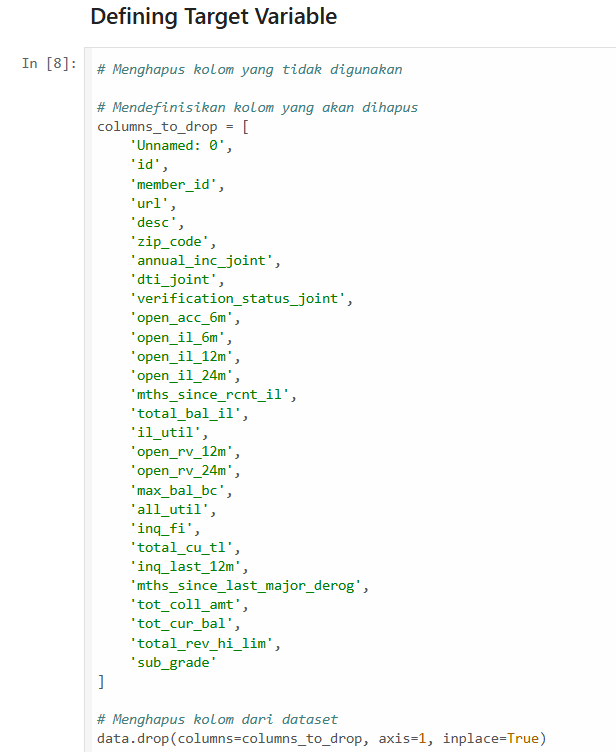 Defining Target Variable
In [8]:
# Menghapus kolom yang tidak digunakan
# Mendefinisikan kolom yang akan dihapus
columns_to_drop = [
'Unnamed: 0',
'id',
'member_id',
'url',
'desc',
'zip_code',
'annual_inc_joint',
'dti_joint',
'verification_status_joint',
'open_acc_6m',
'open_il_6m',
'open_il_12m',
'open_il_24m',
'mths_since_rcnt_il',
'total_bal_il',
'il_util',
'open_rv_12m',
'open_rv_24m',
'max_bal_bc',
'all_util',
'inq_fi',
'total_cu_tl',
'inq_last_12m',
'mths_since_last_major_derog',
'tot_coll_amt',
'tot_cur_bal',
'total_rev_hi_lim',
'sub_grade'
]
# Menghapus kolom dari dataset
data.drop(columns=columns_to_drop, axis=1, inplace=True)